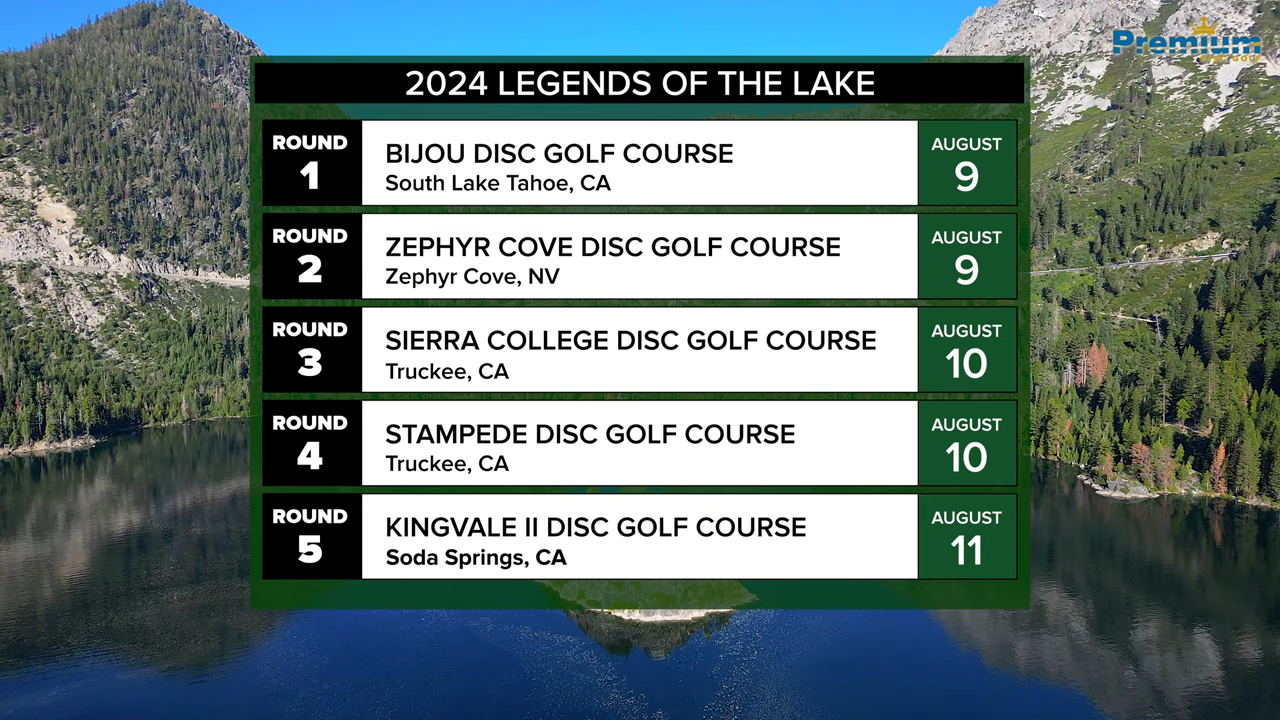 Premium
2024 LEGENDS OF THE LAKE
ROUND
1
BIJOU DISC GOLF COURSE
South Lake Tahoe, CA
AUGUST
9
ROUND
2
ZEPHYR COVE DISC GOLF COURSE
Zephyr Cove, NV
AUGUST
9
ROUND
3
SIERRA COLLEGE DISC GOLF COURSE
Truckee, CA
AUGUST
10
ROUND
4
STAMPEDE DISC GOLF COURSE
Truckee, CA
AUGUST
10
ROUND
5
KINGVALE II DISC GOLF COURSE
Soda Springs, CA
AUGUST
11